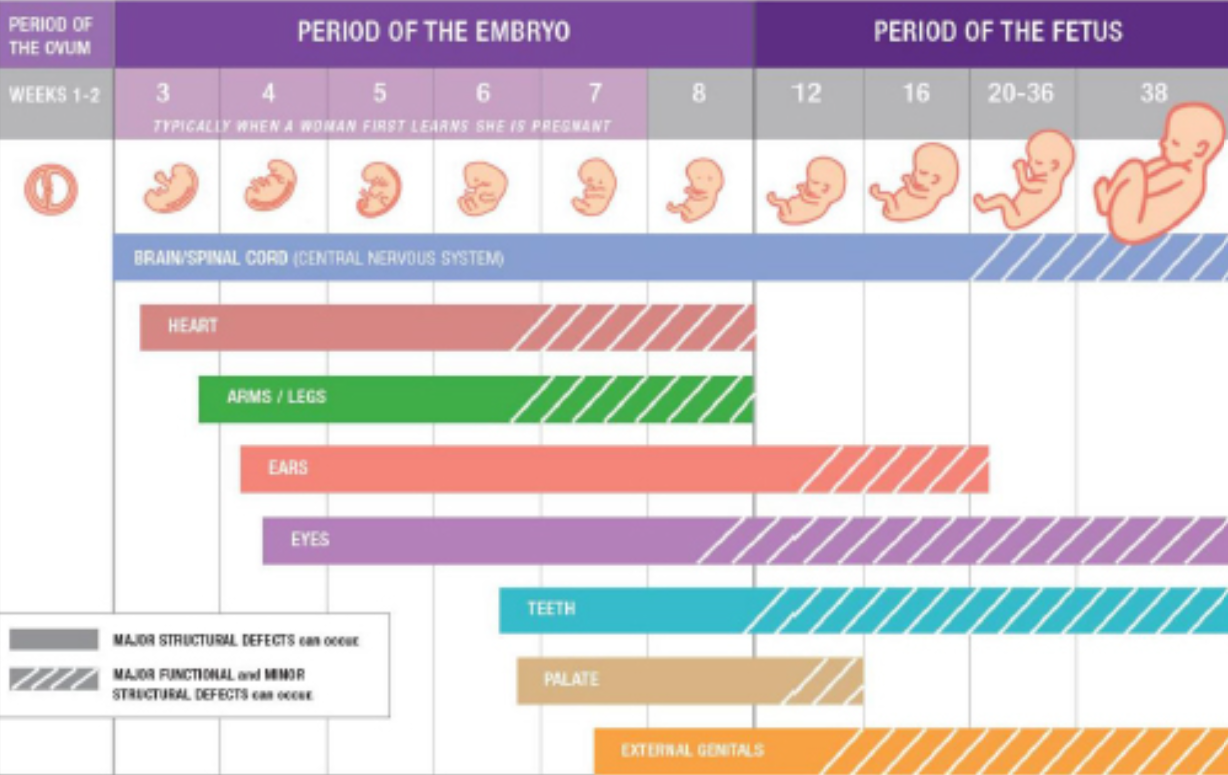 PERIOD OF
THE OVUM
PERIOD OF THE EMBRYO
PERIOD OF THE FETUS
WEEKS 1-2
3
4
5
6
7
8
12
16
20-36
38
TYPICALLY WHEN A WOMAN FIRST LEARNS SHE IS PREGNANT
BRAIN/SPINAL CORD (CENTRAL NERVOUS SYSTEM)
HEART
ARMS / LEGS
EARS
EYES
TEETH
PALATE
EXTERNAL GENITALS
MAJOR STRUCTURAL DEFECTS can occur.
MAJOR FUNCTIONAL and MINOR
STRUCTURAL DEFECTS can occur.